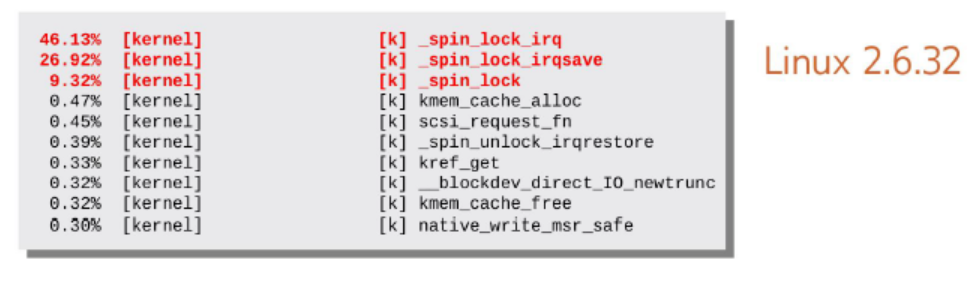 46.13% [kernel] [k] _spin_lock_irq
26.92% [kernel] [k] _spin_lock_irqsave
9.32% [kernel] [k] _spin_lock
0.47% [kernel] [k] kmem_cache_alloc
0.45% [kernel] [k] scsi_request_fn
0.39% [kernel] [k] _spin_unlock_irqrestore
0.33% [kernel] [k] kref_get
0.32% [kernel] [k] __blockdev_direct_IO_newtrunc
0.32% [kernel] [k] kmem_cache_free
0.30% [kernel] [k] native_write_msr_safe
Linux 2.6.32